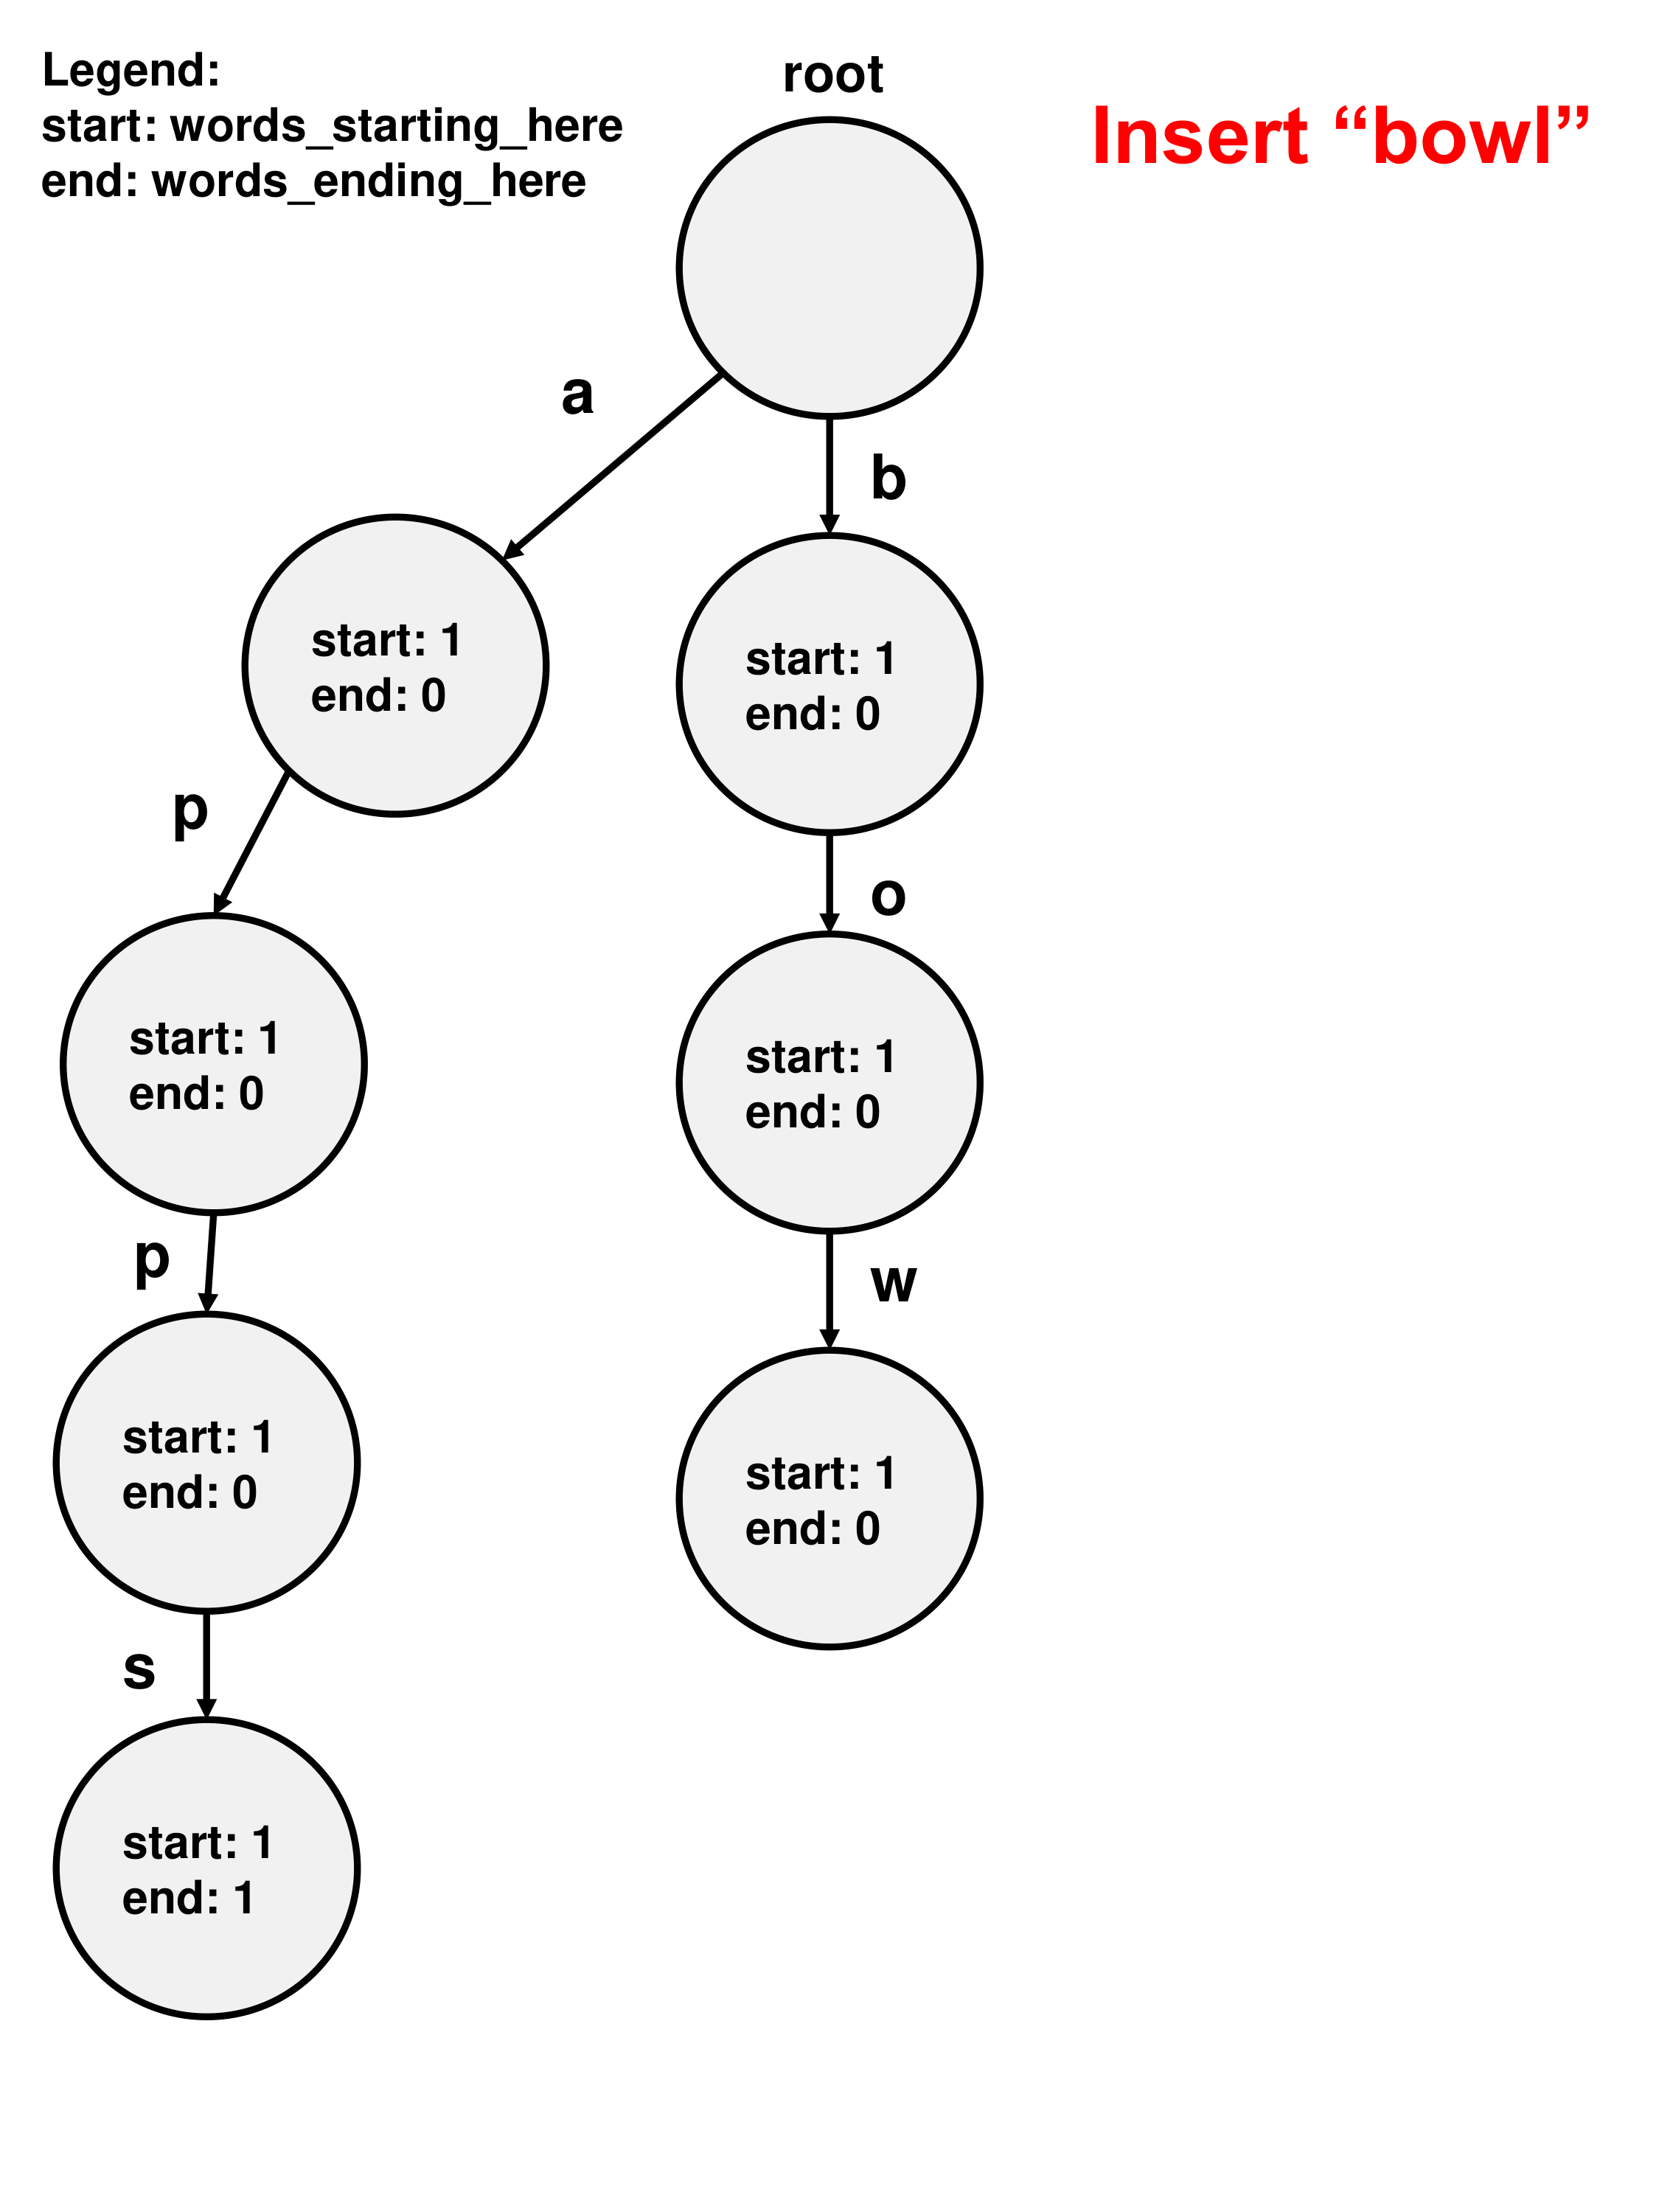 Legend:
start: words_starting_here
end: words_ending_here
root
Insert “bowl”
a
b
start: 1
end: 0
start: 1
end: 0
p
o
start: 1
end: 0
start: 1
end: 0
p
w
start: 1
end: 0
start: 1
end: 0
s
start: 1
end: 1